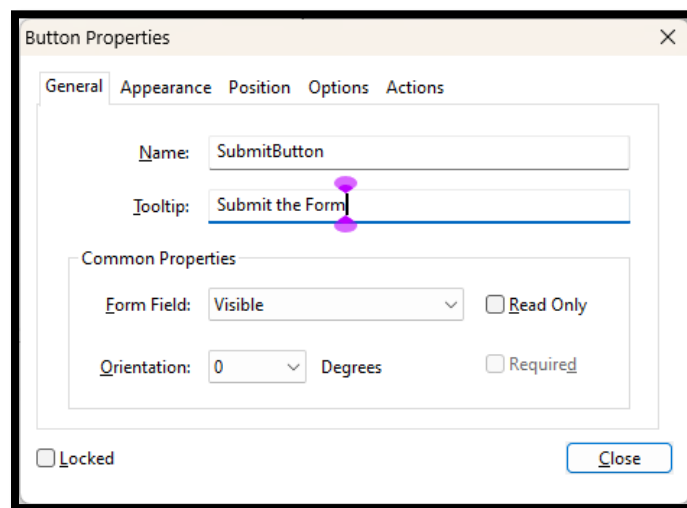 Button Properties
General Appearance Position Options Actions
Name: SubmitButton
Tooltip: Submit the Form
Common Properties
Form Field: Visible Read Only
Orientation: 0 Degrees Required
Locked Close